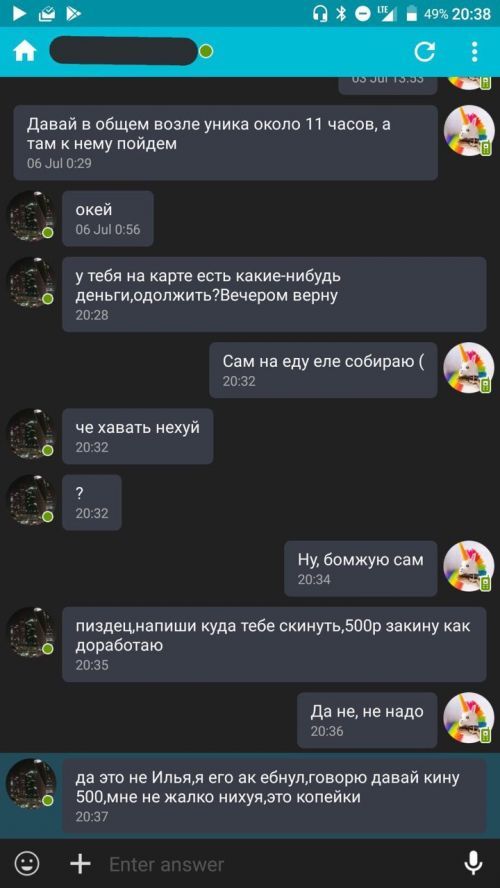 LTE 49% 20:38
03 Jul 13:53
Давай в общем возле уника около 11 часов, а
там к нему пойдем
06 Jul 0:29
окей
06 Jul 0:56
у тебя на карте есть какие-нибудь
деньги,одолжить?Вечером верну
20:28
Сам на еду еле собираю (
20:32
че хавать нехуй
20:32
?
20:32
Ну, бомжую сам
20:34
пиздец,напиши куда тебе скинуть,500р закину как
доработаю
20:35
Да не, не надо
20:36
да это не Илья,я его ак ебнул,говорю давай кину
500,мне не жалко нихуя,это копейки
20:37
Enter answer